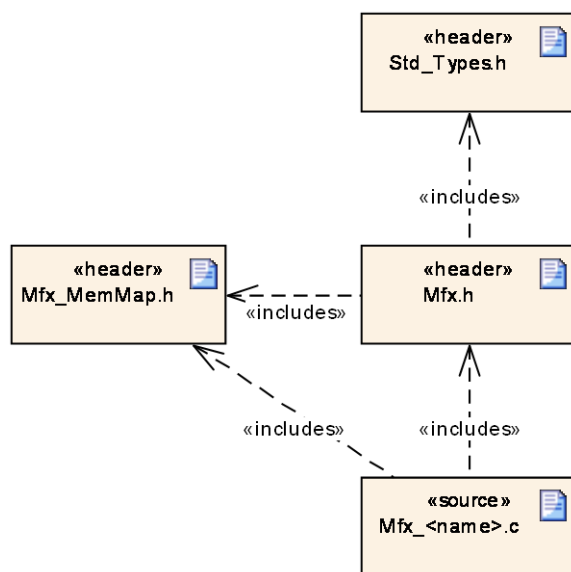 «header»
Std_Types.h
«includes»
«header»
Mfx_MemMap.h
«header»
Mfx.h
«includes»
«includes»
«includes»
«source»
Mfx_<name>.c